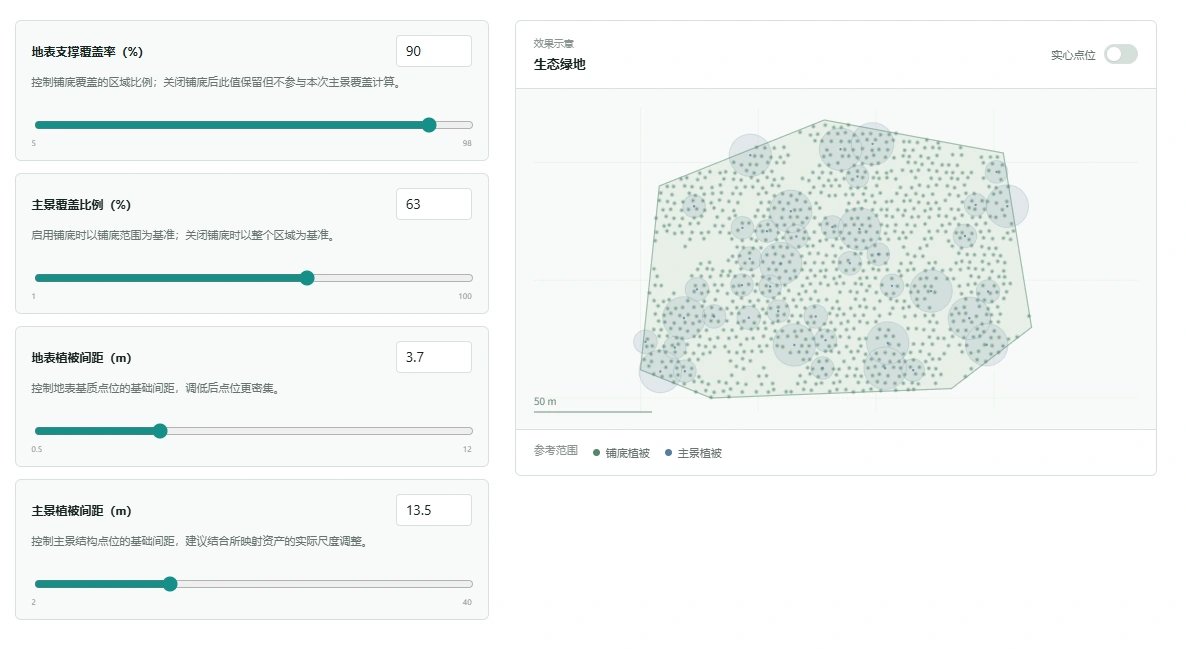 地表支撑覆盖率（%）
90
控制铺底覆盖的区域比例；关闭铺底后此值保留但不参与本次主景覆盖计算。
5
98
主景覆盖比例（%）
63
启用铺底时以铺底范围为基准；关闭铺底时以整个区域为基准。
1
100
地表植被间距（m）
3.7
控制地表基质点位的基础间距，调低后点位更密集。
0.5
12
主景植被间距（m）
13.5
控制主景结构点位的基础间距，建议结合所映射资产的实际尺度调整。
2
40
效果示意
生态绿地
实心点位
50 m
参考范围
铺底植被
主景植被